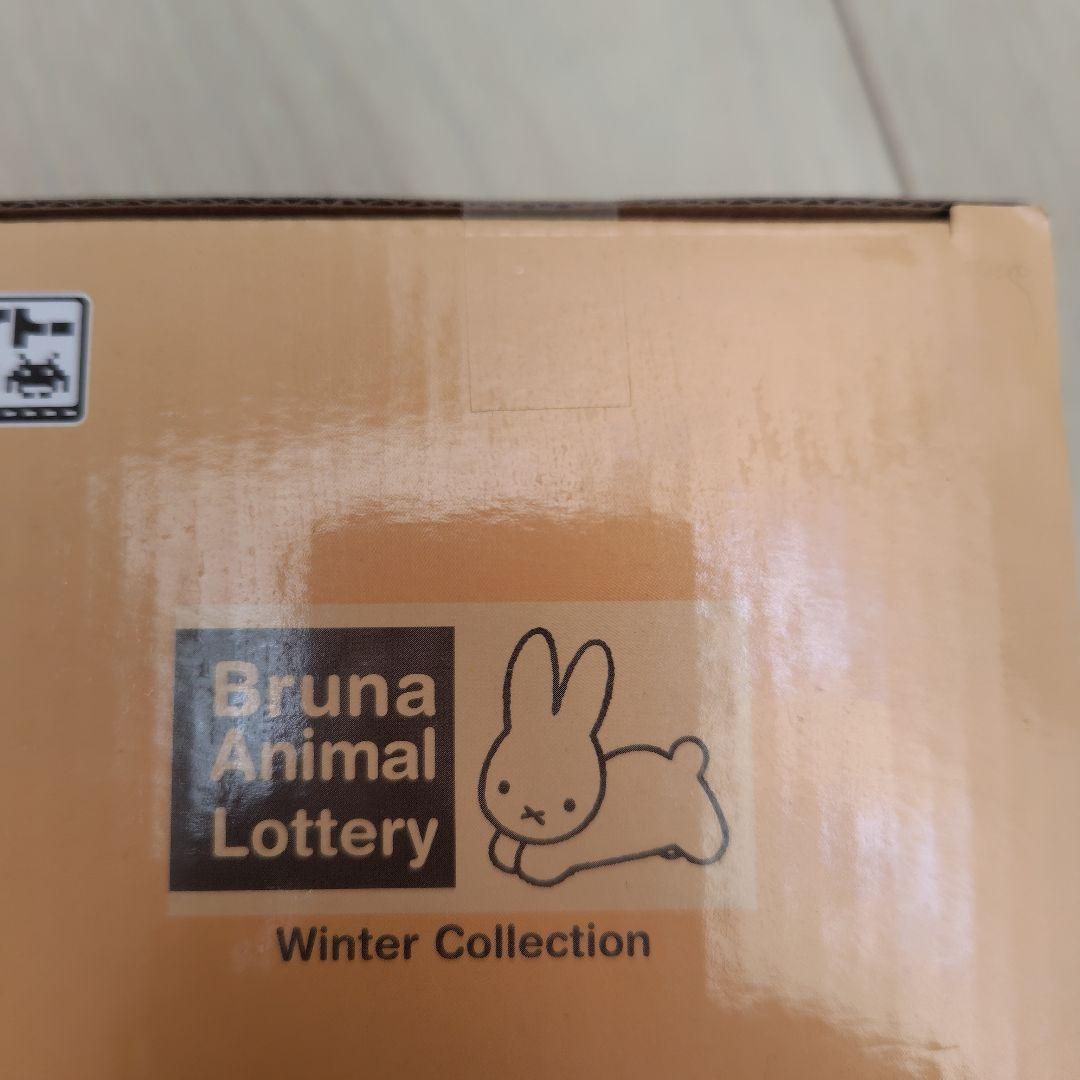 Bruna
Animal
Lottery
Winter Collection